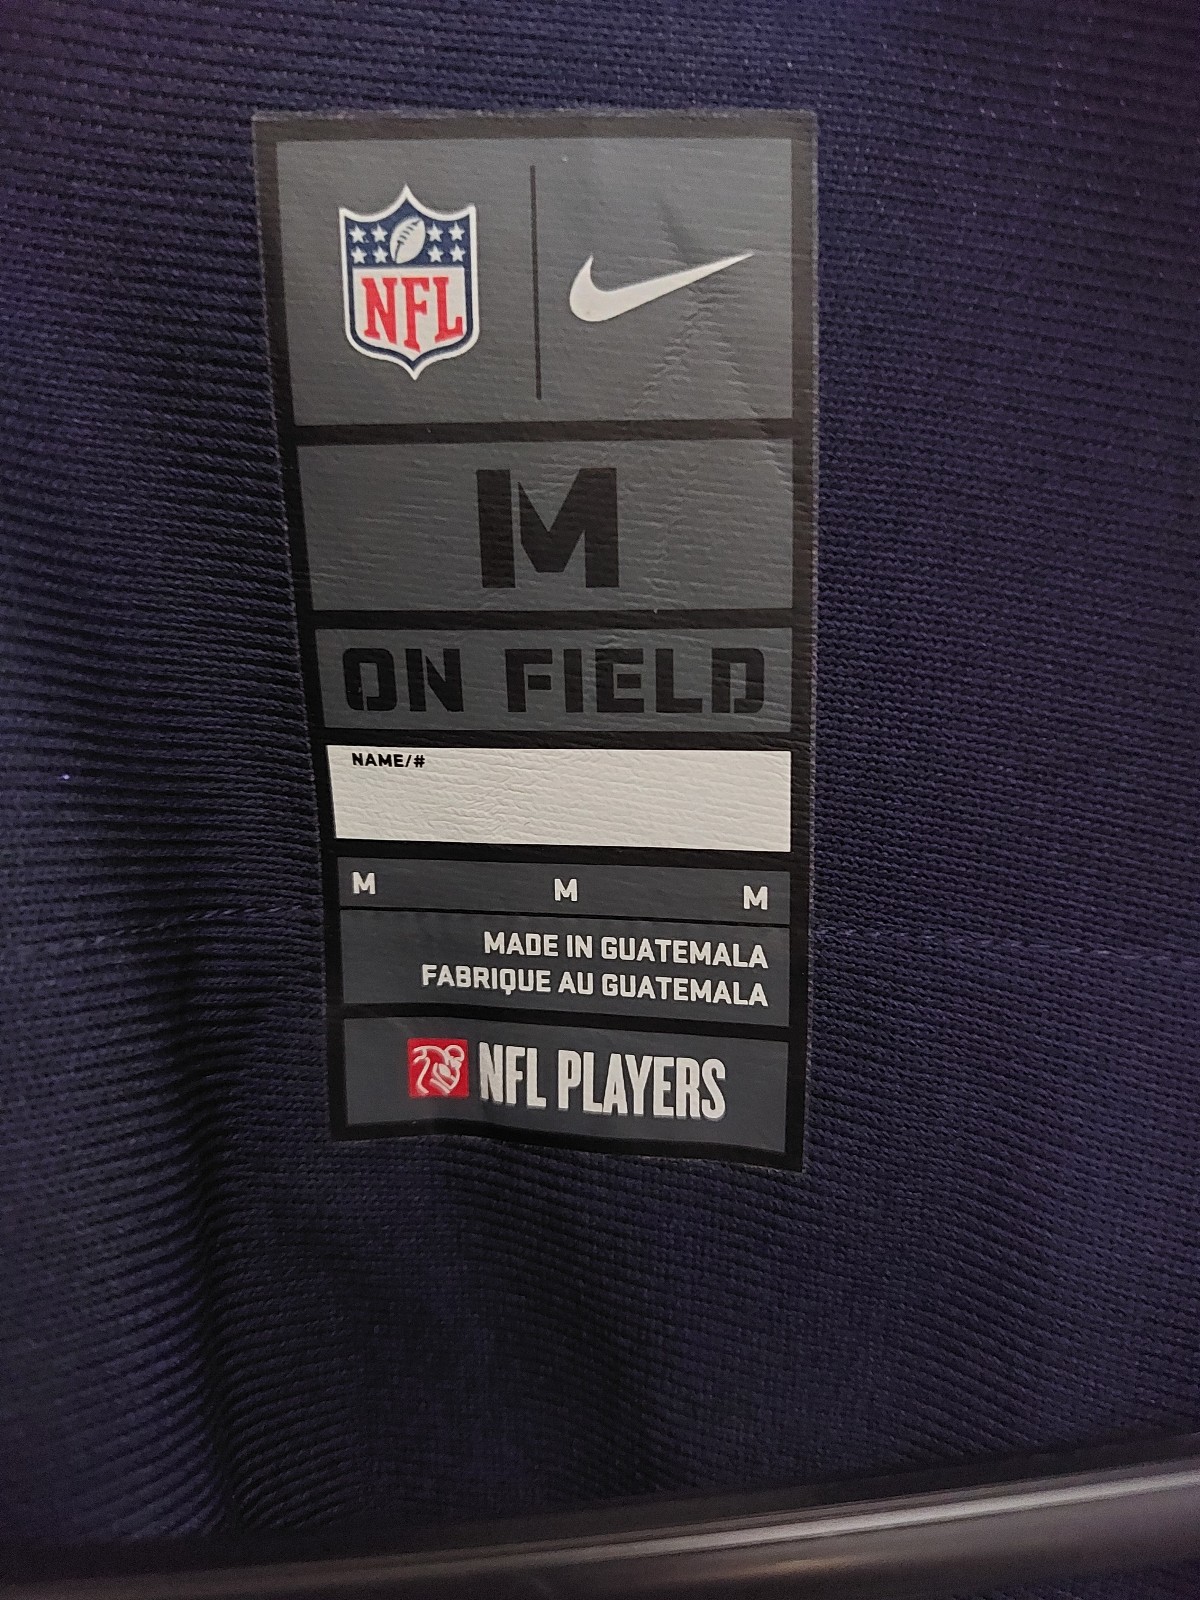 NFL
M
ON FIELD
NAME/#
M M M
MADE IN GUATEMALA
FABRIQUE AU GUATEMALA
NFL PLAYERS